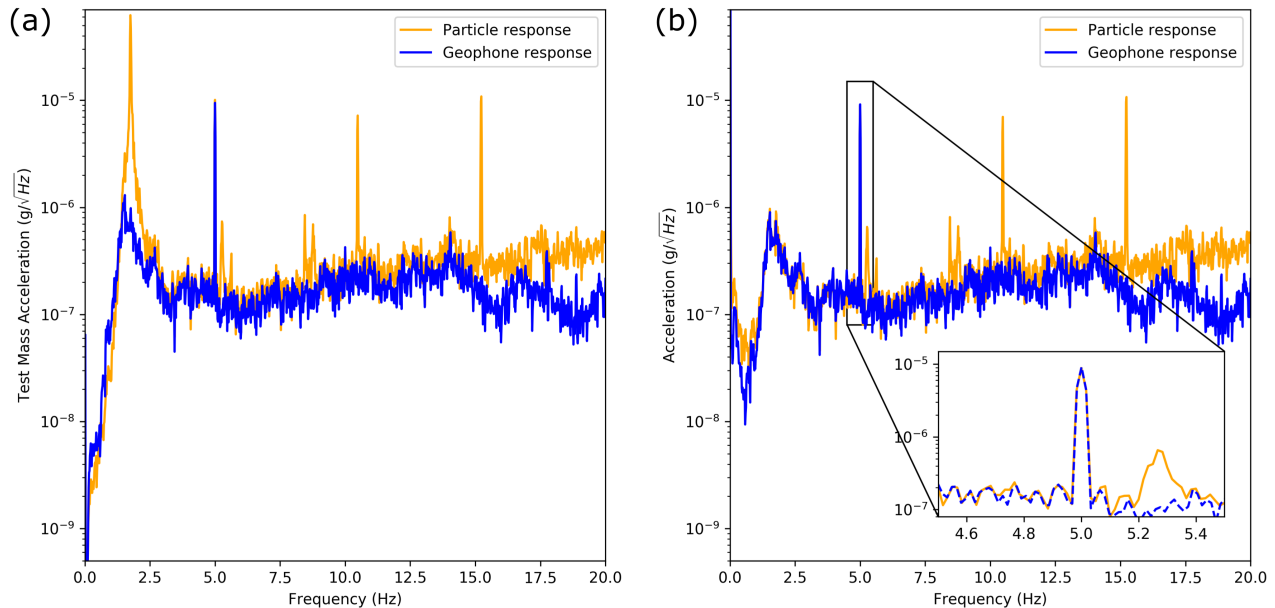 (a)
Particle response
Geophone response
Test Mass Acceleration (g/√Hz)
10⁻⁵
10⁻⁶
10⁻⁷
10⁻⁸
10⁻⁹
0.0 2.5 5.0 7.5 10.0 12.5 15.0 17.5 20.0
Frequency (Hz)
(b)
Particle response
Geophone response
Acceleration (g/√Hz)
10⁻⁵
10⁻⁶
10⁻⁷
10⁻⁸
10⁻⁹
0.0 2.5 5.0 7.5 10.0 12.5 15.0 17.5 20.0
Frequency (Hz)
10⁻⁵
10⁻⁶
10⁻⁷
4.6 4.8 5.0 5.2 5.4